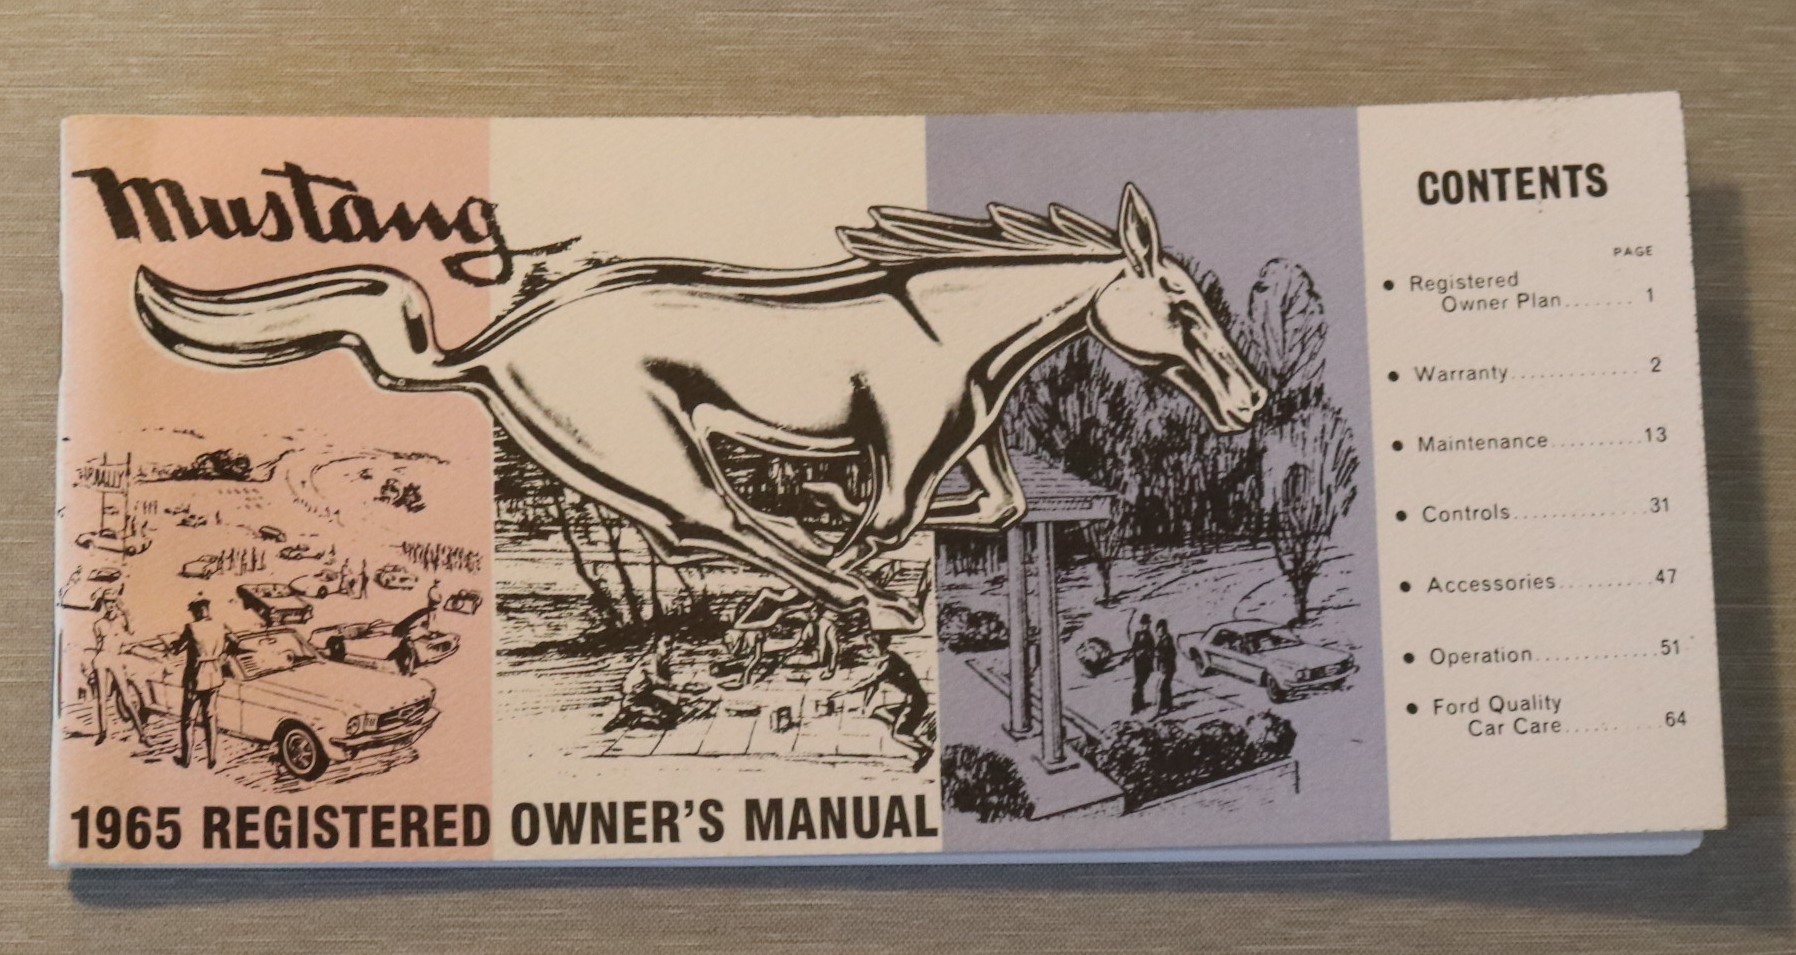 Mustang
RALLY
1965 REGISTERED OWNER'S MANUAL
CONTENTS
PAGE
• Registered
Owner Plan....... 1
• Warranty............. 2
• Maintenance..........13
• Controls..............31
• Accessories..........47
• Operation.............51
• Ford Quality
Car Care..........64